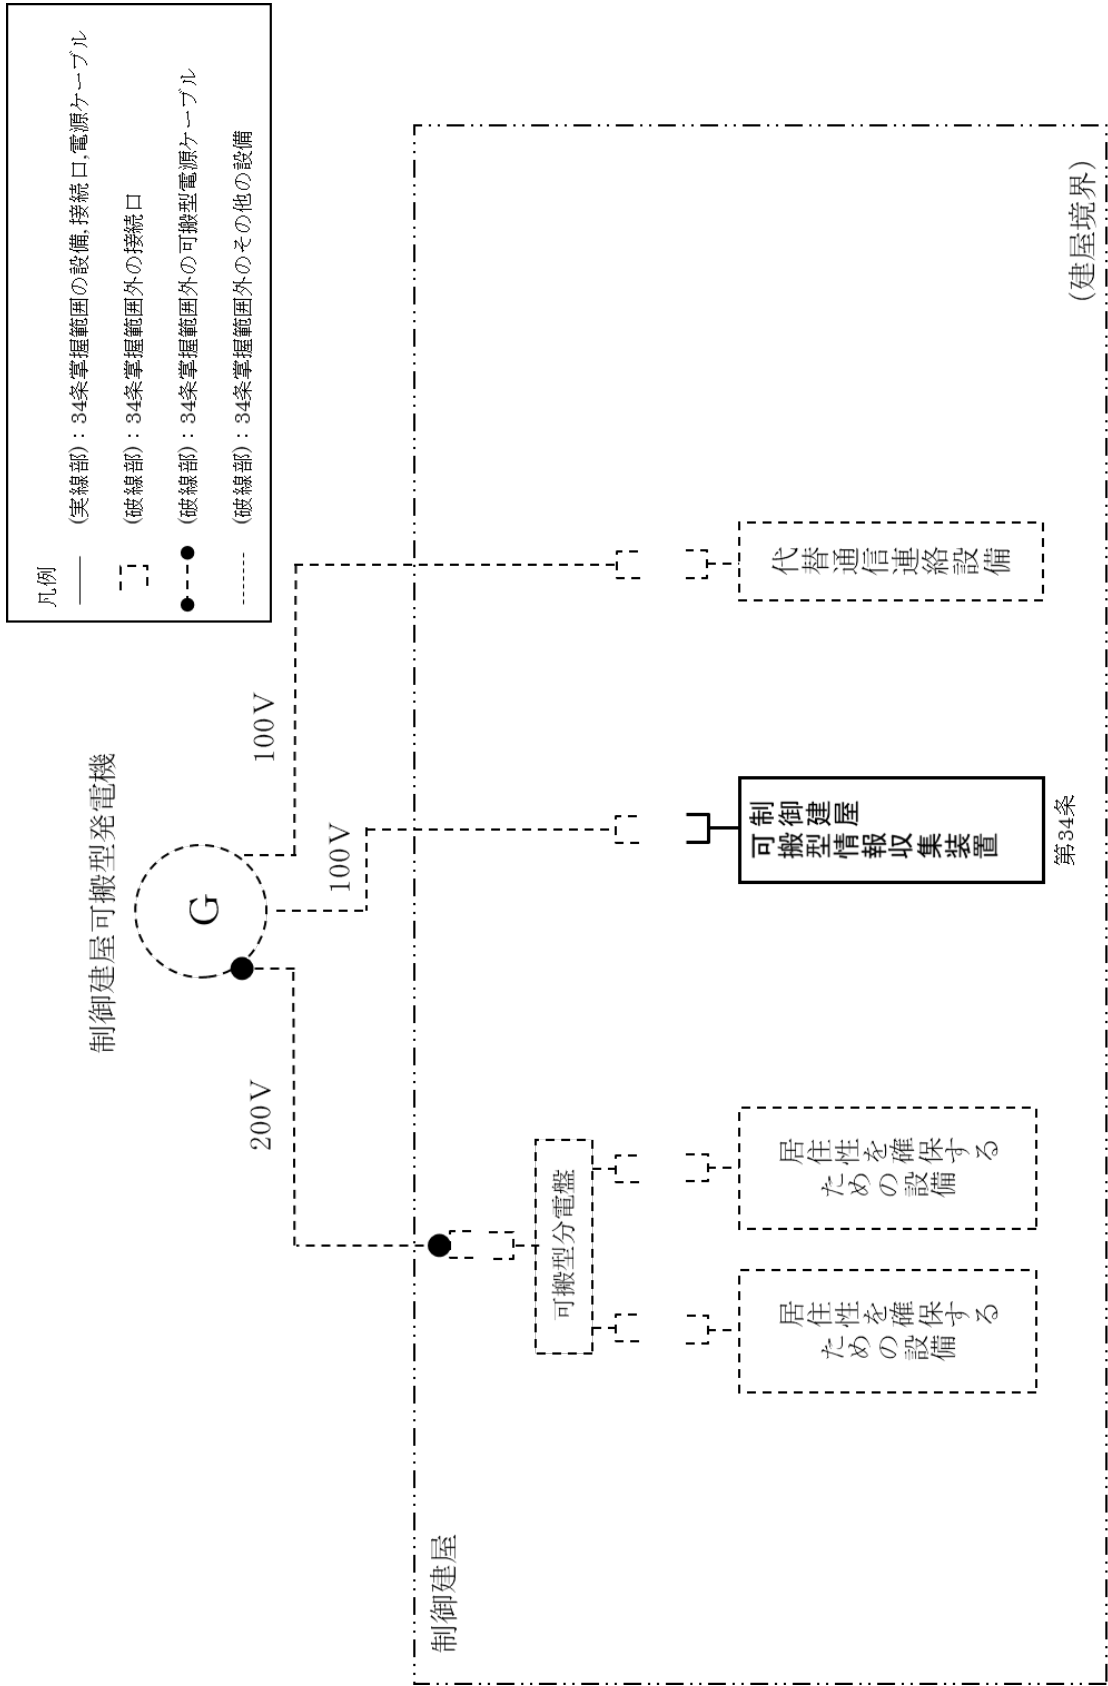 凡例
(実線部)：34条掌握範囲の設備,接続口,電源ケーブル
(破線部)：34条掌握範囲外の接続口
(破線部)：34条掌握範囲外の可搬型電源ケーブル
(破線部)：34条掌握範囲外のその他の設備
制御建屋可搬型発電機
G
200V
100V
100V
制御建屋
可搬型分電盤
居住性を確保する
ための設備
居住性を確保する
ための設備
制御建屋
可搬型情報収集装置
第34条
代替通信連絡設備
(建屋境界)